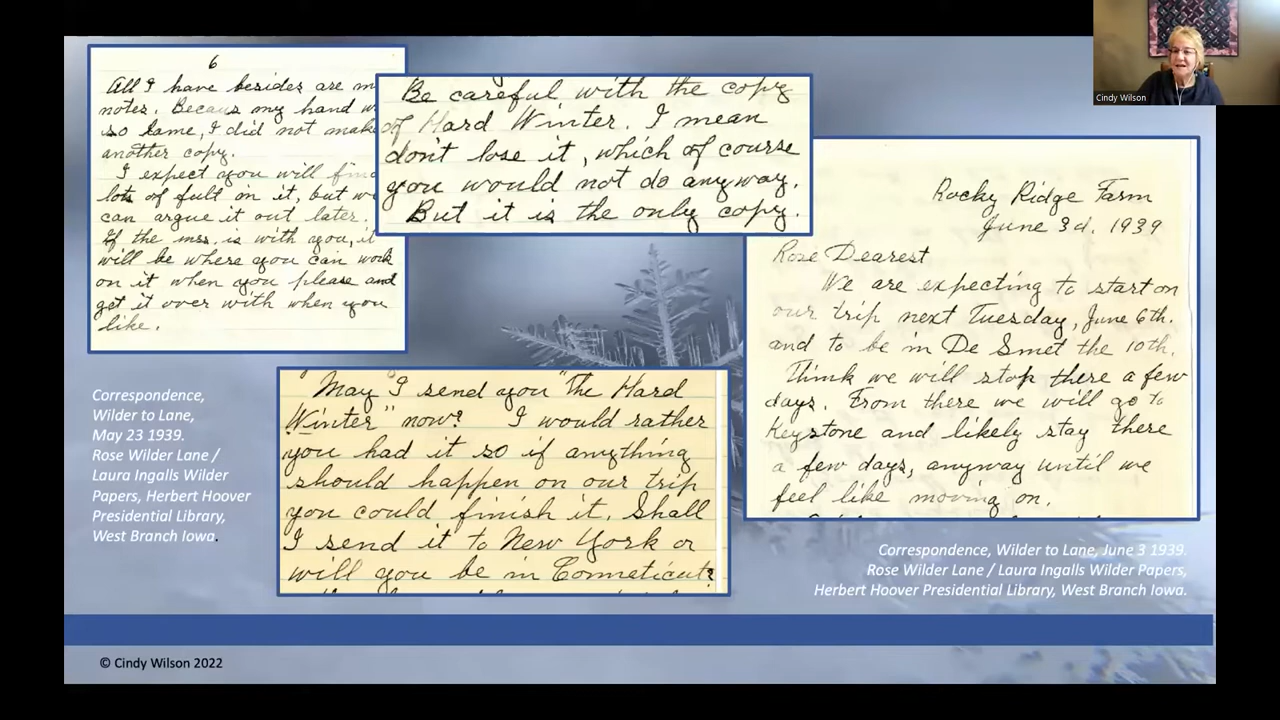 6
All I have besides are m
notes. Becaus my hand w
so lame, I did not mak
another copy.
I expect you will find
lots of fult in it, but we
can argue it out later.
If the mss. is with you, it
will be where you can work
on it when you please and
get it over with when you
like.
Be careful with the copy
of Hard Winter. I mean
don't lose it, which of course
you would not do anyway.
But it is the only copy.
May I send you "The Hard
Winter" now? I would rather
you had it so if anything
should happen on our trip
you could finish it. Shall
I send it to New York or
will you be in Conneticut?
Rocky Ridge Farm
June 3d. 1939
Rose Dearest
We are expecting to start on
our trip next Tuesday, June 6th.
and to be in De Smet the 10th.
Think we will stop there a few
days. From there we will go to
Keystone and likely stay there
a few days, anyway until we
feel like moving on.
Correspondence,
Wilder to Lane,
May 23 1939.
Rose Wilder Lane /
Laura Ingalls Wilder
Papers, Herbert Hoover
Presidential Library,
West Branch Iowa.
Correspondence, Wilder to Lane, June 3 1939.
Rose Wilder Lane / Laura Ingalls Wilder Papers,
Herbert Hoover Presidential Library, West Branch Iowa.
© Cindy Wilson 2022
Cindy Wilson